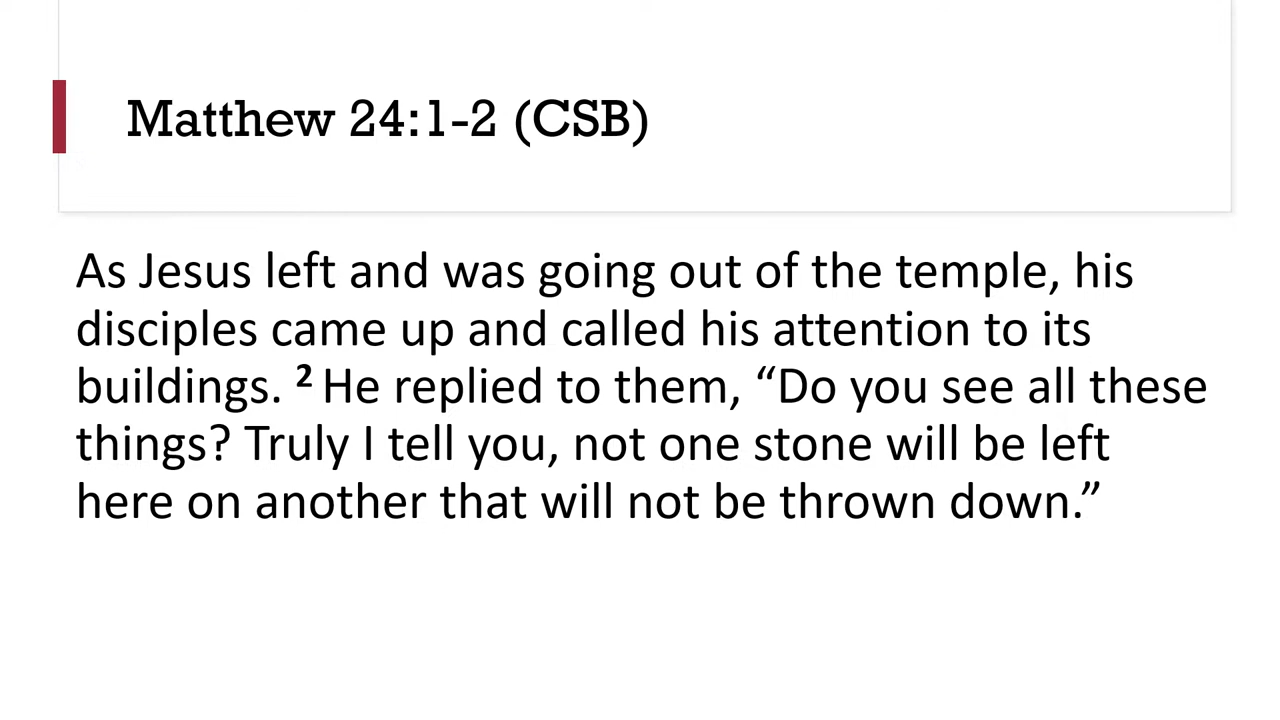 Matthew 24:1-2 (CSB)
As Jesus left and was going out of the temple, his
disciples came up and called his attention to its
buildings. ² He replied to them, “Do you see all these
things? Truly I tell you, not one stone will be left
here on another that will not be thrown down.”